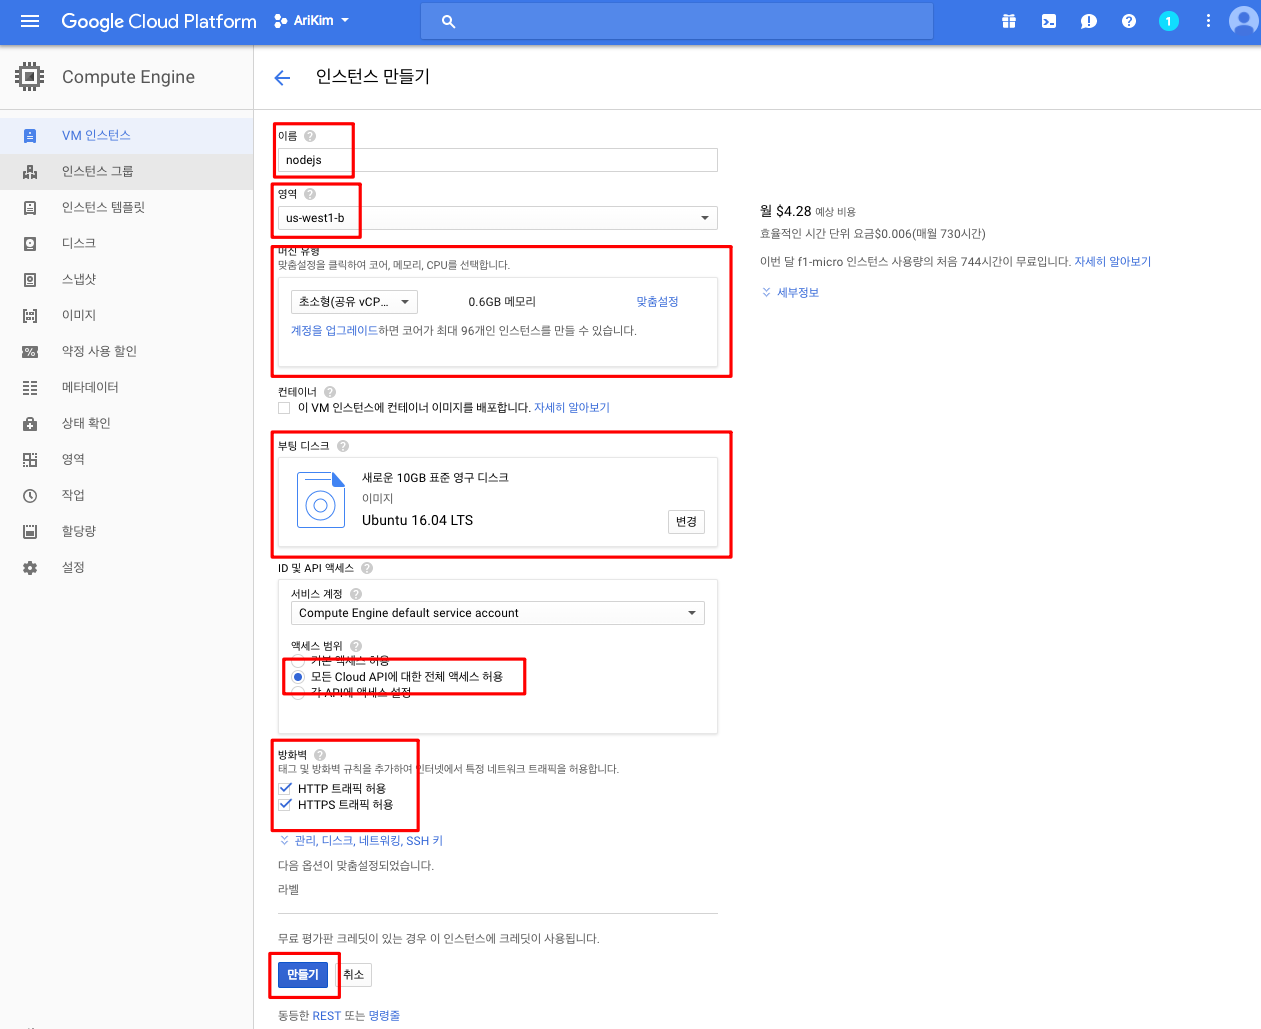 Google Cloud Platform AriKim 1
Compute Engine
인스턴스 만들기
VM 인스턴스
인스턴스 그룹
인스턴스 템플릿
디스크
스냅샷
이미지
약정 사용 할인
메타데이터
상태 확인
영역
작업
할당량
설정
이름
nodejs
영역
us-west1-b
머신 유형
맞춤설정을 클릭하여 코어, 메모리, CPU를 선택합니다.
초소형(공유 vCP... 0.6GB 메모리 맞춤설정
계정을 업그레이드하면 코어가 최대 96개인 인스턴스를 만들 수 있습니다.
컨테이너
이 VM 인스턴스에 컨테이너 이미지를 배포합니다. 자세히 알아보기
부팅 디스크
새로운 10GB 표준 영구 디스크
이미지
Ubuntu 16.04 LTS
변경
ID 및 API 액세스
서비스 계정
Compute Engine default service account
액세스 범위
기본 액세스 허용
모든 Cloud API에 대한 전체 액세스 허용
각 API에 액세스 설정
방화벽
태그 및 방화벽 규칙을 추가하여 인터넷에서 특정 네트워크 트래픽을 허용합니다.
HTTP 트래픽 허용
HTTPS 트래픽 허용
관리, 디스크, 네트워킹, SSH 키
다음 옵션이 맞춤설정되었습니다.
라벨
무료 평가판 크레딧이 있는 경우 이 인스턴스에 크레딧이 사용됩니다.
만들기 취소
동등한 REST 또는 명령줄
월 $4.28 예상 비용
효율적인 시간 단위 요금$0.006(매월 730시간)
이번 달 f1-micro 인스턴스 사용량의 처음 744시간이 무료입니다. 자세히 알아보기
세부정보